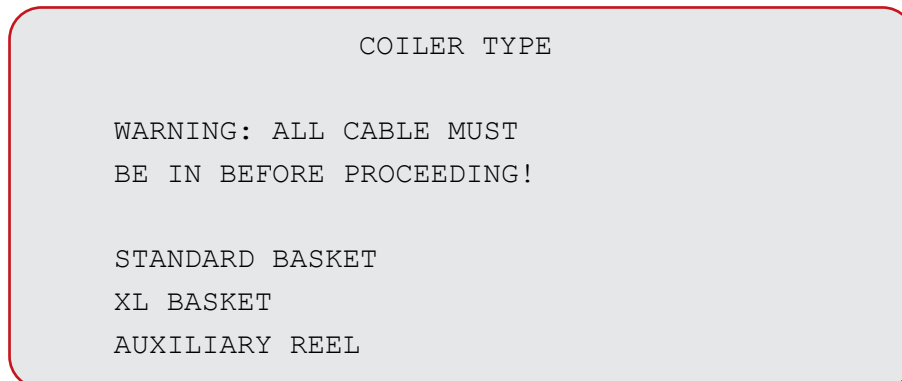 COILER TYPE
WARNING: ALL CABLE MUST
BE IN BEFORE PROCEEDING!
STANDARD BASKET
XL BASKET
AUXILIARY REEL